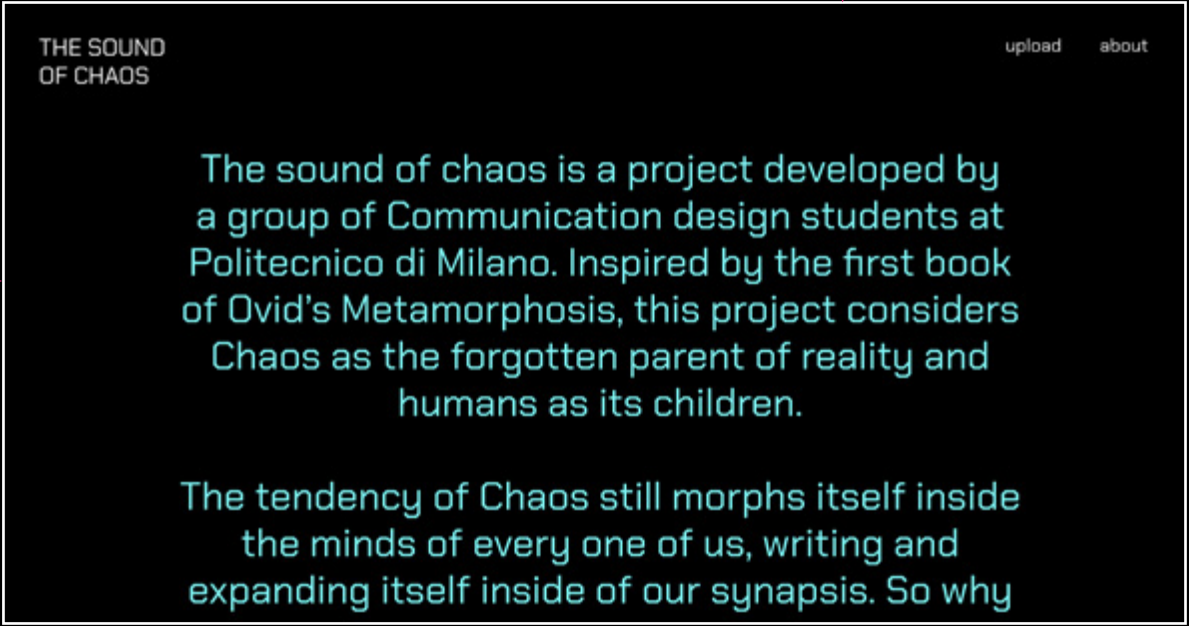 THE SOUND
OF CHAOS
upload about
The sound of chaos is a project developed by
a group of Communication design students at
Politecnico di Milano. Inspired by the first book
of Ovid’s Metamorphosis, this project considers
Chaos as the forgotten parent of reality and
humans as its children.
The tendency of Chaos still morphs itself inside
the minds of every one of us, writing and
expanding itself inside of our synapsis. So why